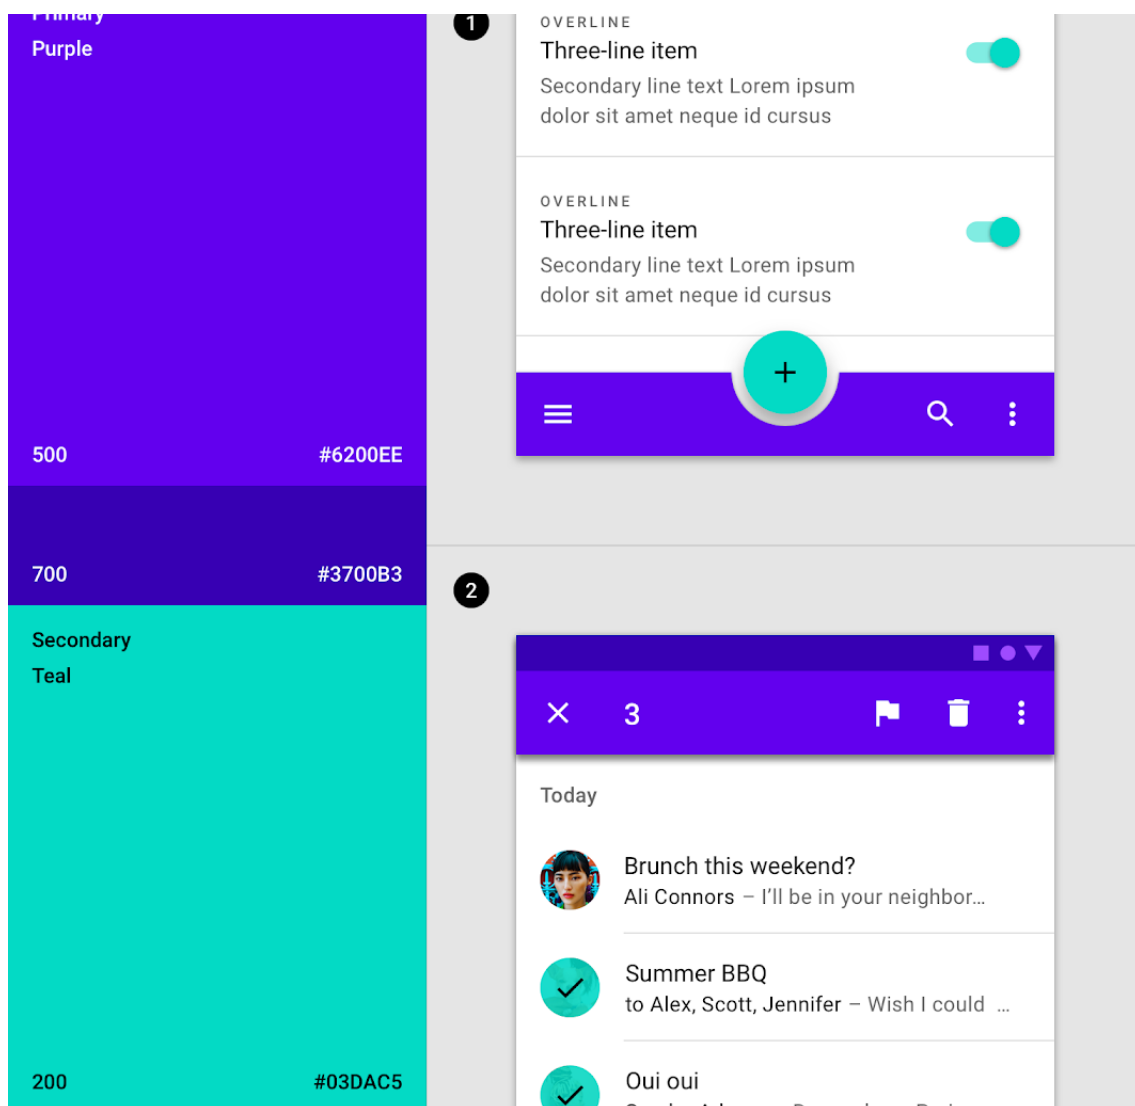 Primary
Purple
500 #6200EE
700 #3700B3
Secondary
Teal
200 #03DAC5
1
OVERLINE
Three-line item
Secondary line text Lorem ipsum
dolor sit amet neque id cursus
OVERLINE
Three-line item
Secondary line text Lorem ipsum
dolor sit amet neque id cursus
2
3
Today
Brunch this weekend?
Ali Connors – I'll be in your neighbor…
Summer BBQ
to Alex, Scott, Jennifer – Wish I could …
Oui oui